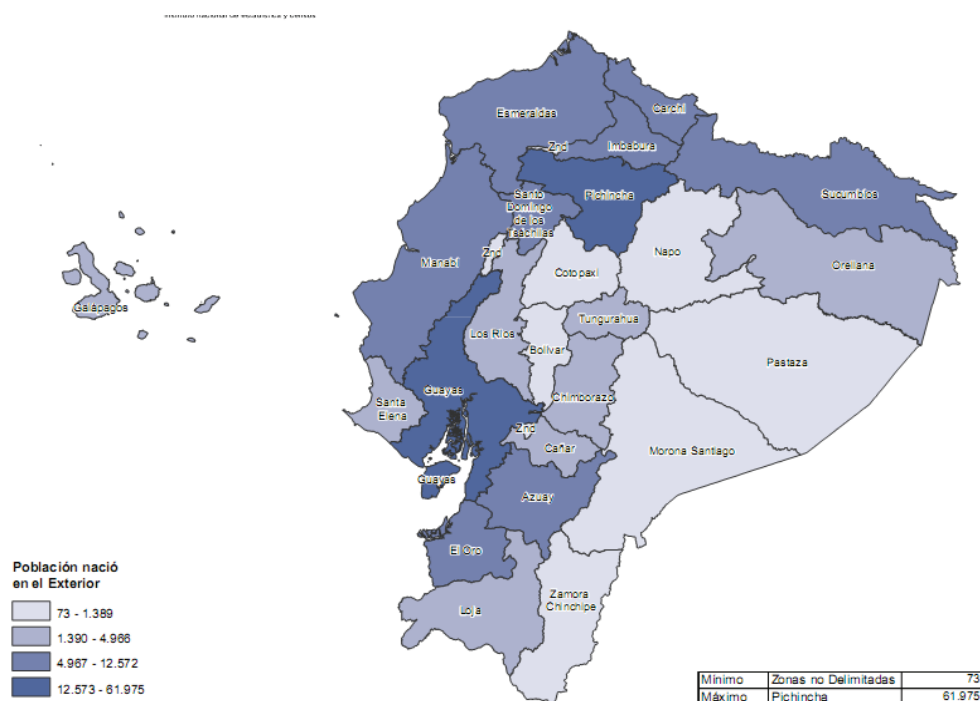 Esmeraldas
Carchi
Imbabura
Znd
Pichincha
Sucumbíos
Santo
Domingo
de los
Tsáchilas
Znd
Napo
Manabí
Cotopaxi
Orellana
Galápagos
Los Ríos
Tungurahua
Bolívar
Pastaza
Guayas
Chimborazo
Santa
Elena
Znd
Cañar
Morona Santiago
Guayas
Azuay
El Oro
Zamora
Chinchipe
Loja
Población nació
en el Exterior
73 - 1.389
1.390 - 4.966
4.967 - 12.572
12.573 - 61.975
Mínimo Zonas no Delimitadas 73
Máximo Pichincha 61.975